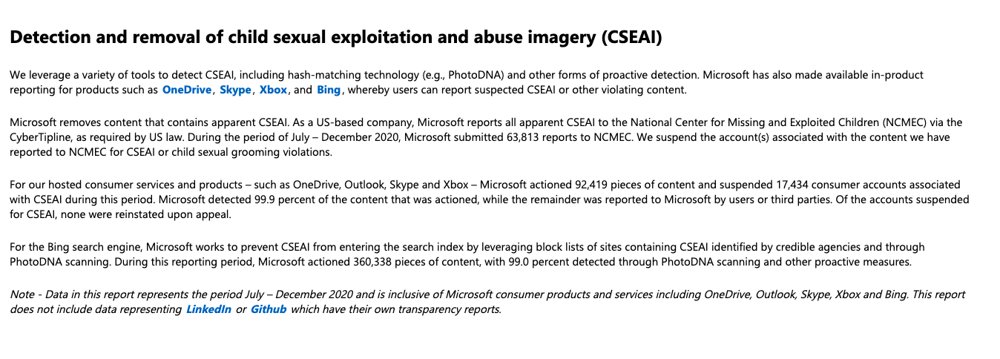 Detection and removal of child sexual exploitation and abuse imagery (CSEAI)
We leverage a variety of tools to detect CSEAI, including hash-matching technology (e.g., PhotoDNA) and other forms of proactive detection. Microsoft has also made available in-product
reporting for products such as OneDrive, Skype, Xbox, and Bing, whereby users can report suspected CSEAI or other violating content.
Microsoft removes content that contains apparent CSEAI. As a US-based company, Microsoft reports all apparent CSEAI to the National Center for Missing and Exploited Children (NCMEC) via the
CyberTipline, as required by US law. During the period of July – December 2020, Microsoft submitted 63,813 reports to NCMEC. We suspend the account(s) associated with the content we have
reported to NCMEC for CSEAI or child sexual grooming violations.
For our hosted consumer services and products – such as OneDrive, Outlook, Skype and Xbox – Microsoft actioned 92,419 pieces of content and suspended 17,434 consumer accounts associated
with CSEAI during this period. Microsoft detected 99.9 percent of the content that was actioned, while the remainder was reported to Microsoft by users or third parties. Of the accounts suspended
for CSEAI, none were reinstated upon appeal.
For the Bing search engine, Microsoft works to prevent CSEAI from entering the search index by leveraging block lists of sites containing CSEAI identified by credible agencies and through
PhotoDNA scanning. During this reporting period, Microsoft actioned 360,338 pieces of content, with 99.0 percent detected through PhotoDNA scanning and other proactive measures.
Note - Data in this report represents the period July – December 2020 and is inclusive of Microsoft consumer products and services including OneDrive, Outlook, Skype, Xbox and Bing. This report
does not include data representing LinkedIn or Github which have their own transparency reports.